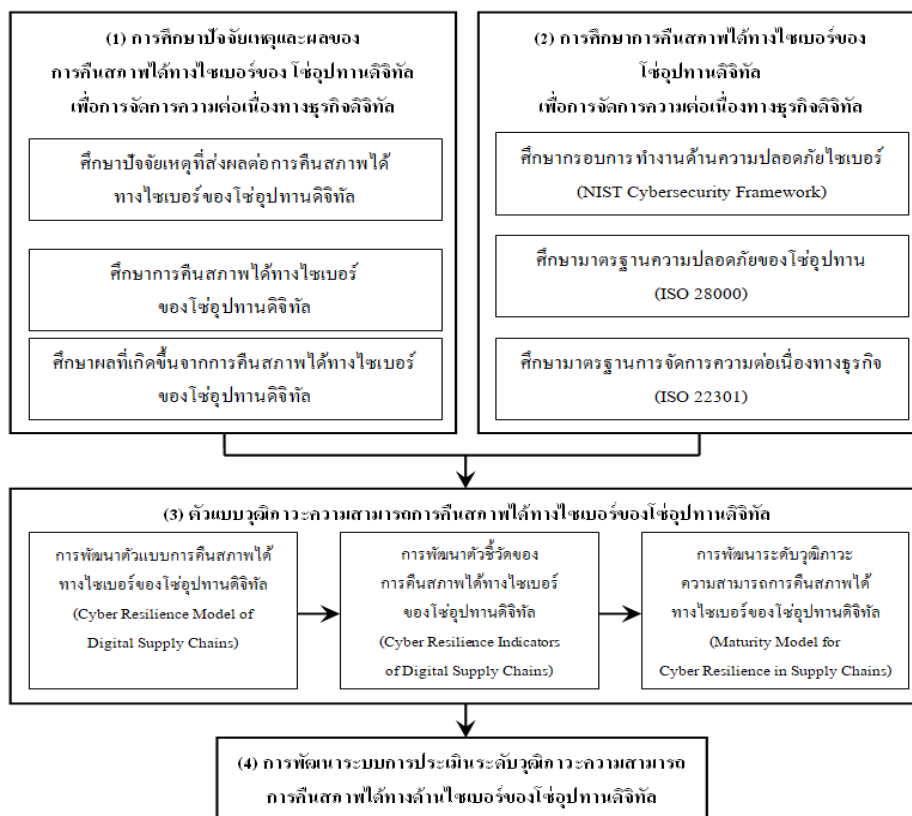 (1) การศึกษาปัจจัยเหตุและผลของ
การคืนสภาพได้ทางไซเบอร์ของ โซ่อุปทานดิจิทัล
เพื่อการจัดการความต่อเนื่องทางธุรกิจดิจิทัล
ศึกษาปัจจัยเหตุที่ส่งผลต่อการคืนสภาพได้
ทางไซเบอร์ของโซ่อุปทานดิจิทัล
ศึกษาการคืนสภาพได้ทางไซเบอร์
ของโซ่อุปทานดิจิทัล
ศึกษาผลที่เกิดขึ้นจากการคืนสภาพได้ทางไซเบอร์
ของโซ่อุปทานดิจิทัล
(2) การศึกษาการคืนสภาพได้ทางไซเบอร์ของ
โซ่อุปทานดิจิทัล
เพื่อการจัดการความต่อเนื่องทางธุรกิจดิจิทัล
ศึกษากรอบการทำงานด้านความปลอดภัยไซเบอร์
(NIST Cybersecurity Framework)
ศึกษามาตรฐานความปลอดภัยของโซ่อุปทาน
(ISO 28000)
ศึกษามาตรฐานการจัดการความต่อเนื่องทางธุรกิจ
(ISO 22301)
(3) ตัวแบบวุฒิภาวะความสามารถการคืนสภาพได้ทางไซเบอร์ของโซ่อุปทานดิจิทัล
การพัฒนาตัวแบบการคืนสภาพได้
ทางไซเบอร์ของโซ่อุปทานดิจิทัล
(Cyber Resilience Model of
Digital Supply Chains)
การพัฒนาตัวชี้วัดของ
การคืนสภาพได้ทางไซเบอร์
ของโซ่อุปทานดิจิทัล
(Cyber Resilience Indicators
of Digital Supply Chains)
การพัฒนาระดับวุฒิภาวะ
ความสามารถการคืนสภาพได้
ทางไซเบอร์ของโซ่อุปทานดิจิทัล
(Maturity Model for
Cyber Resilience in Supply Chains)
(4) การพัฒนาระบบการประเมินระดับวุฒิภาวะความสามารถ
การคืนสภาพได้ทางด้านไซเบอร์ของโซ่อุปทานดิจิทัล